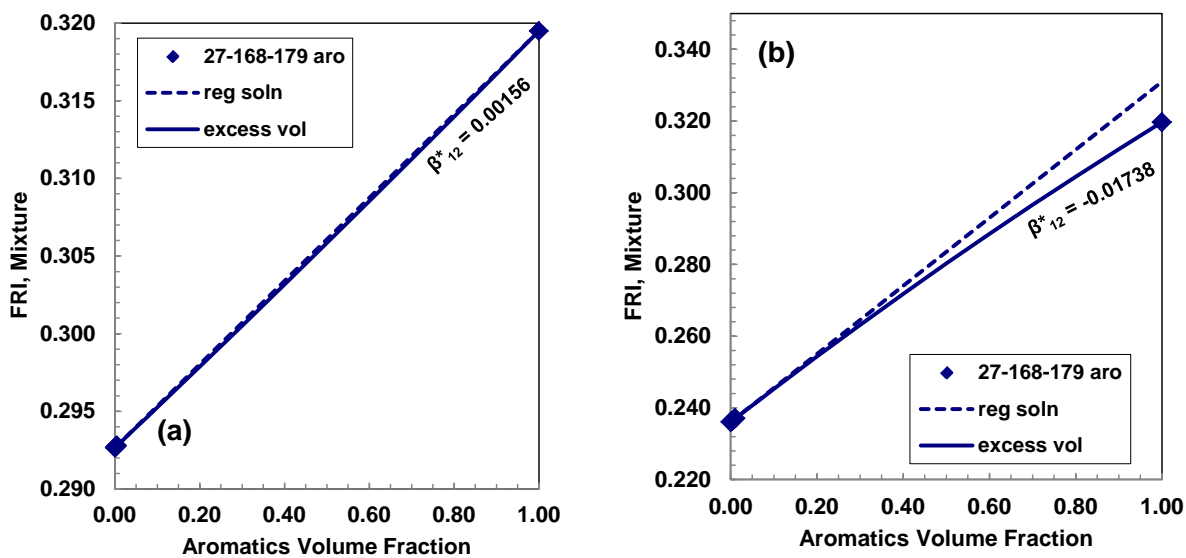 0.320
0.315
0.310
0.305
0.300
0.295
0.290
FRI, Mixture
27-168-179 aro
reg soln
excess vol
β*12 = 0.00156
(a)
0.00 0.20 0.40 0.60 0.80 1.00
Aromatics Volume Fraction
0.340
0.320
0.300
0.280
0.260
0.240
0.220
FRI, Mixture
(b)
β*12 = -0.01738
27-168-179 aro
reg soln
excess vol
0.00 0.20 0.40 0.60 0.80 1.00
Aromatics Volume Fraction